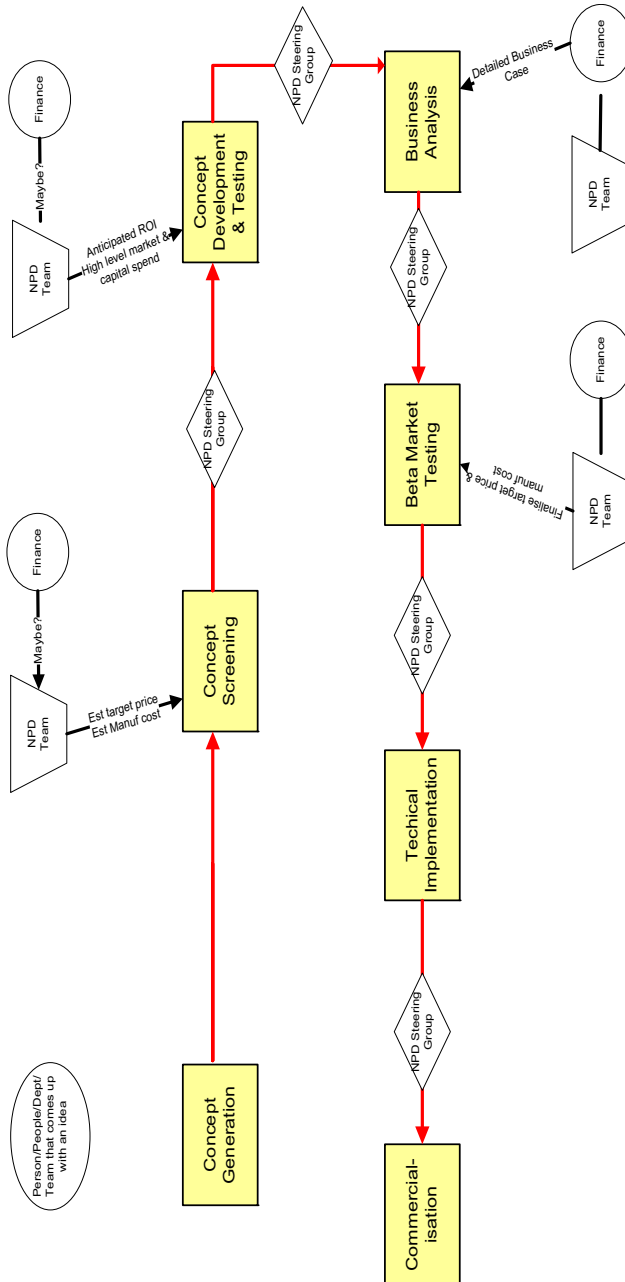 Person/People/Dept/
Team that comes up
with an idea
NPD
Team
Maybe?
Finance
NPD
Team
Maybe?
Finance
Est target price
Est Manuf cost
Anticipated ROI
High level market &
capital spend
Concept
Generation
Concept
Screening
NPD Steering
Group
Concept
Development
& Testing
NPD Steering
Group
Commercial-
isation
NPD Steering
Group
Techical
Implementation
NPD Steering
Group
Beta Market
Testing
NPD Steering
Group
Business
Analysis
Finalise target price &
manuf cost
Detailed Business
Case
NPD
Team
Finance
NPD
Team
Finance